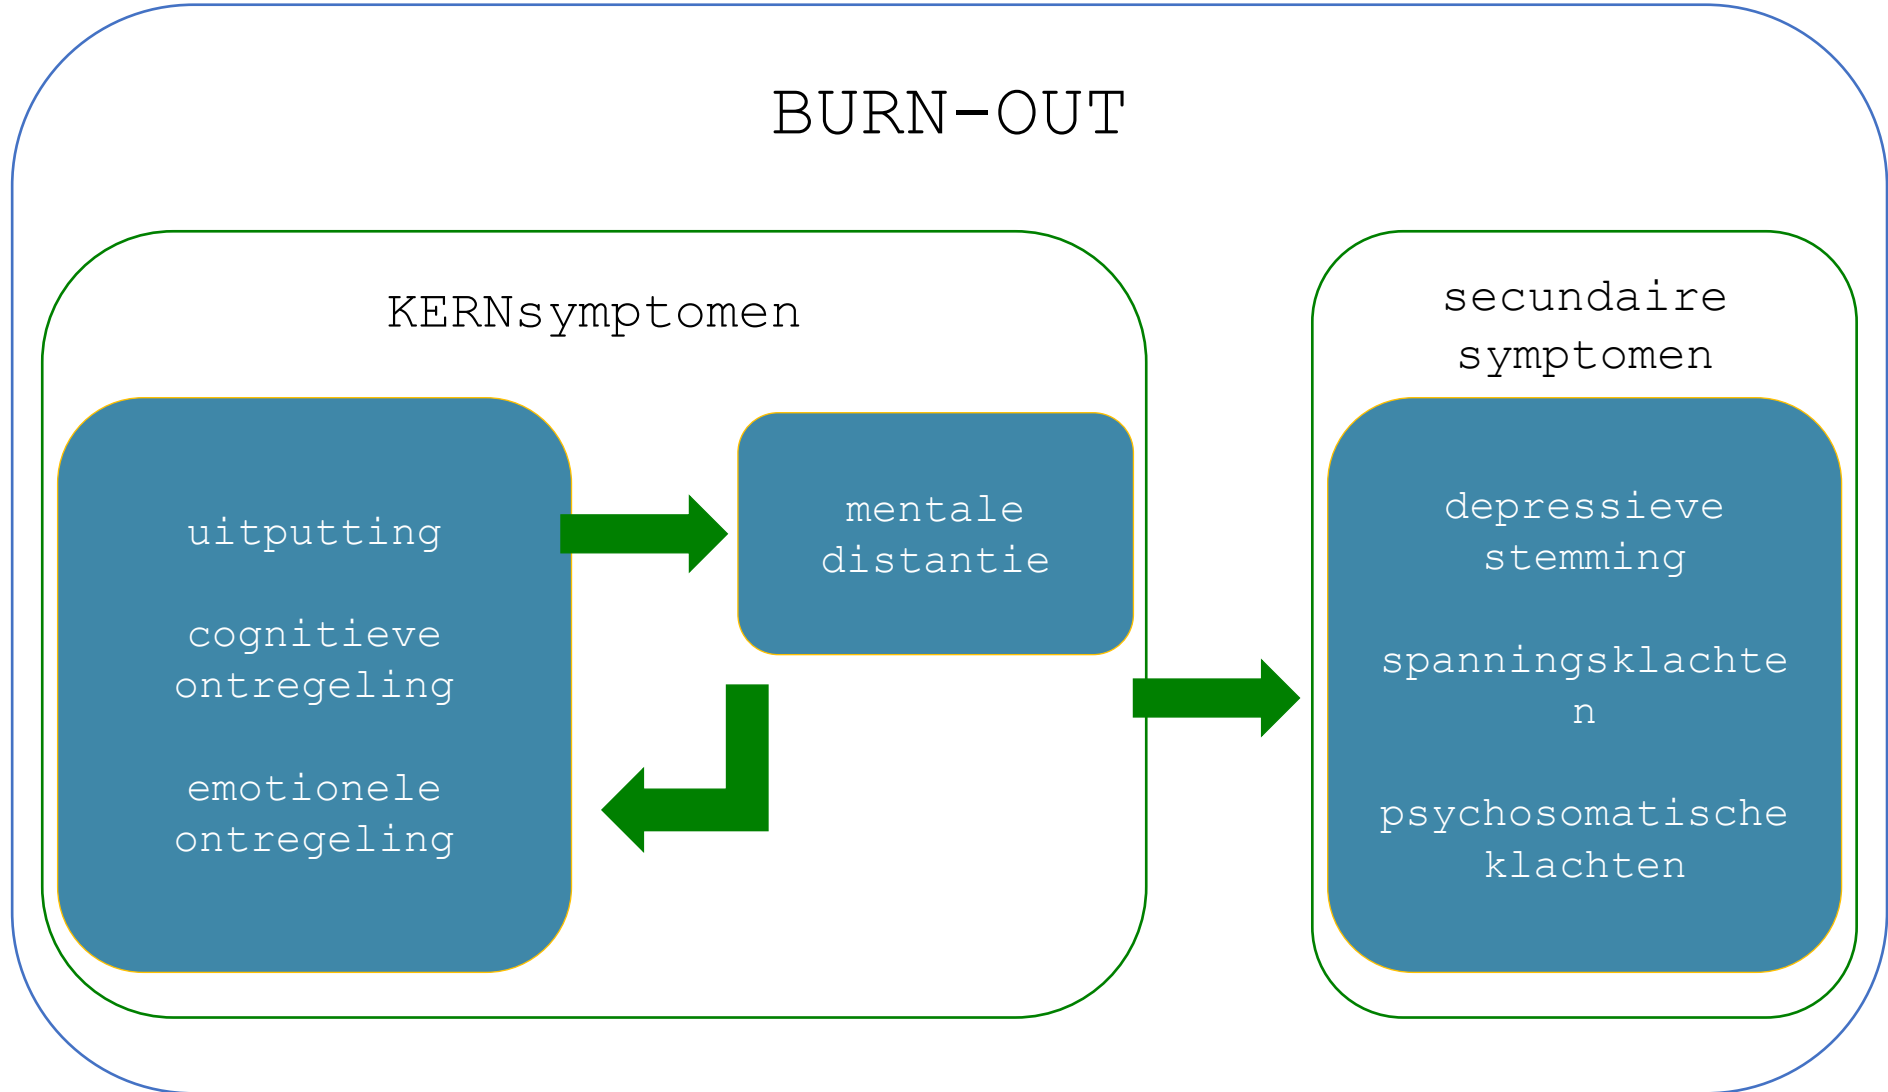 BURN-OUT
KERNsymptomen
uitputting
cognitieve
ontregeling
emotionele
ontregeling
mentale
distantie
secundaire
symptomen
depressieve
stemming
spanningsklachte
n
psychosomatische
klachten